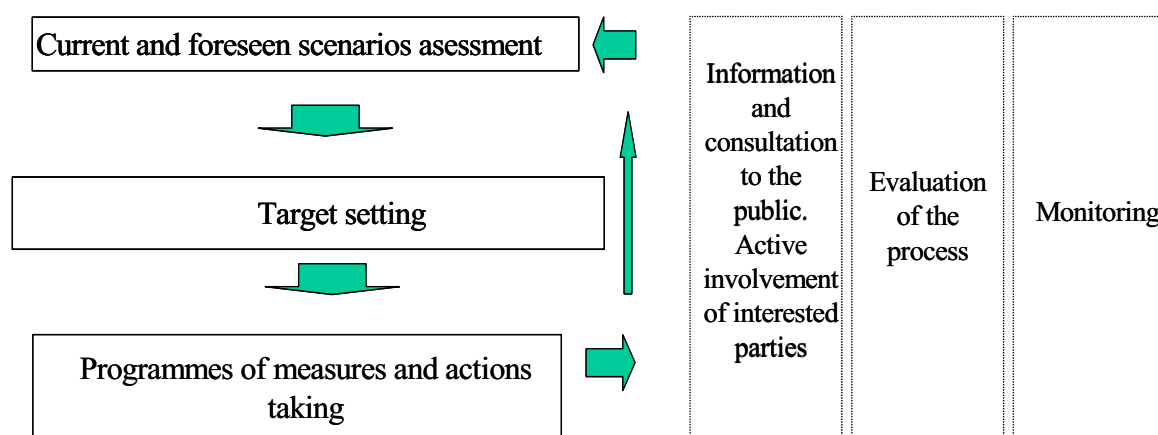 Current and foreseen scenarios asessment
Target setting
Programmes of measures and actions
taking
Information
and
consultation
to the
public.
Active
involvement
of interested
parties
Evaluation
of the
process
Monitoring